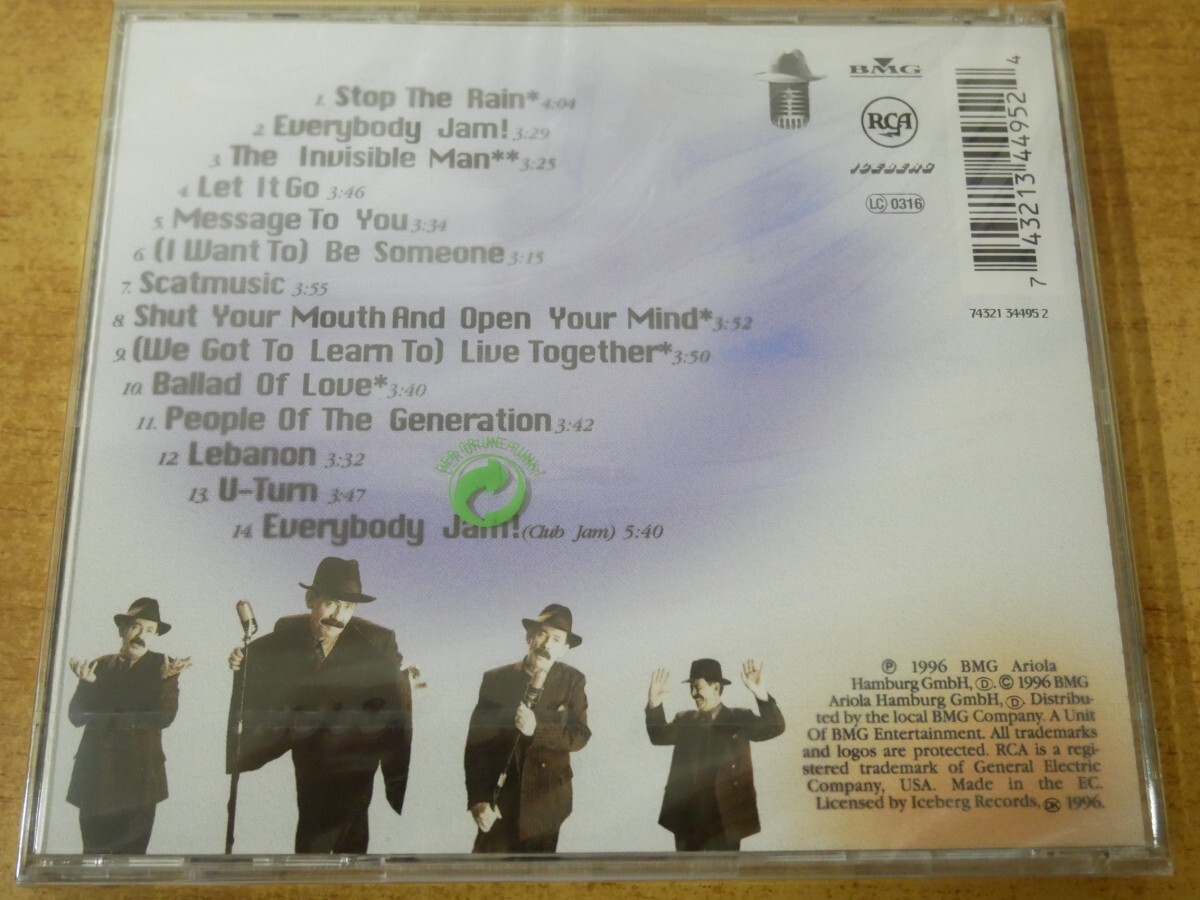 1. Stop The Rain* 4:04
2. Everybody Jam! 3:29
3. The Invisible Man** 3:25
4. Let It Go 3:46
5. Message To You 3:34
6. (I Want To) Be Someone 3:15
7. Scatmusic 3:55
8. Shut Your Mouth And Open Your Mind* 3:52
9. (We Got To Learn To) Live Together* 3:50
10. Ballad Of Love* 3:40
11. People Of The Generation 3:42
12. Lebanon 3:32
13. U-Turn 3:47
14. Everybody Jam! (Club Jam) 5:40
DER GRÜNE PUNKT
BMG
RCA
ICEBERG
LC 0316
7 43213 44952 4
74321 34495 2
Ⓟ 1996 BMG Ariola
Hamburg GmbH, Ⓓ. © 1996 BMG
Ariola Hamburg GmbH, Ⓓ. Distribu-
ted by the local BMG Company. A Unit
Of BMG Entertainment. All trademarks
and logos are protected. RCA is a regi-
stered trademark of General Electric
Company, USA. Made in the EC.
Licensed by Iceberg Records, DK 1996.